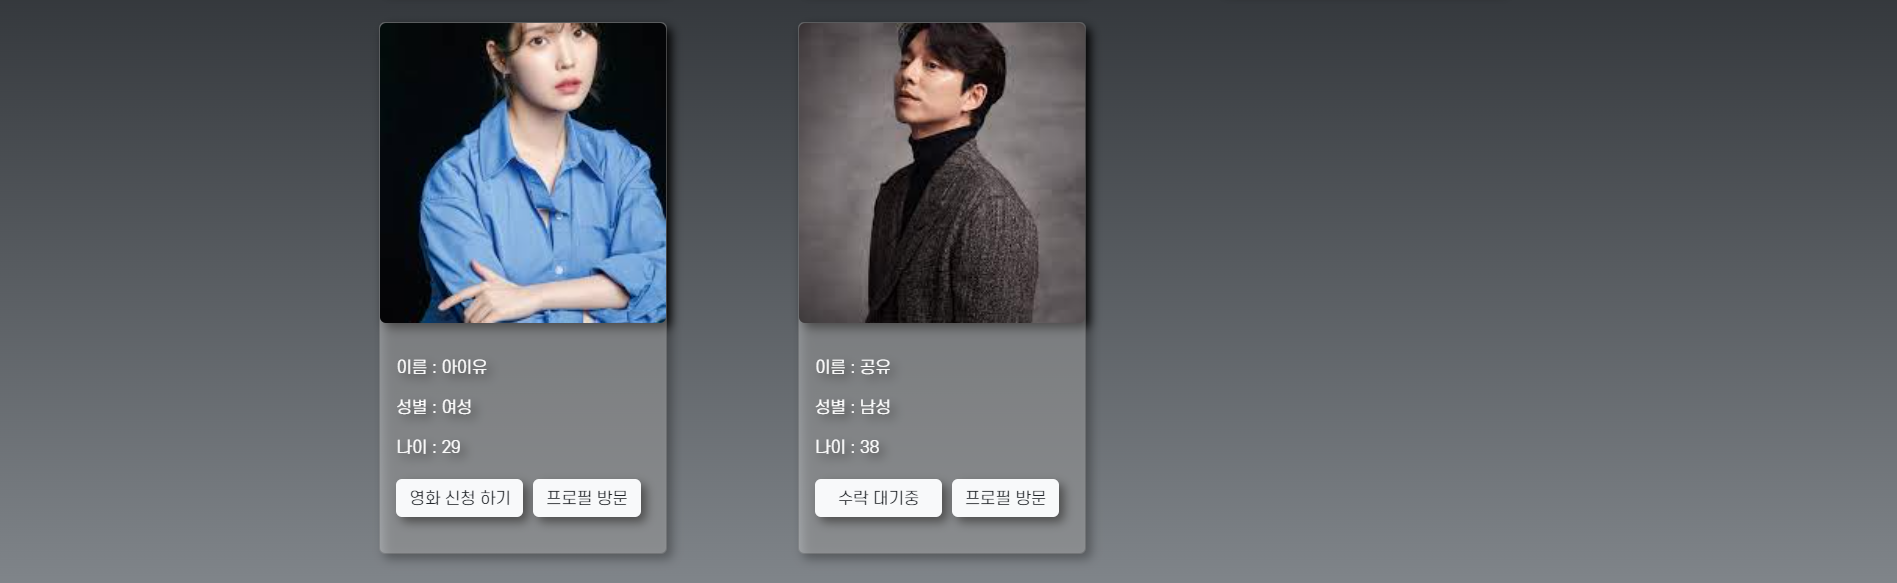 이름 : 아이유
성별 : 여성
나이 : 29
영화 신청 하기 프로필 방문
이름 : 공유
성별 : 남성
나이 : 38
수락 대기중 프로필 방문